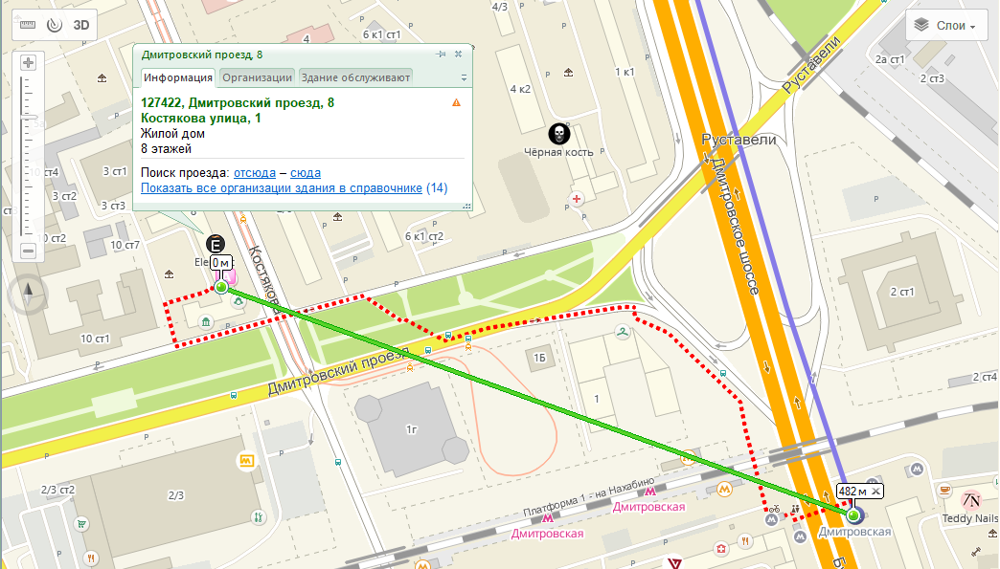 3D
Слои
Дмитровский проезд, 8
Информация
Организации
Здание обслуживают
127422, Дмитровский проезд, 8
Костякова улица, 1
Жилой дом
8 этажей
Поиск проезда: отсюда – сюда
Показать все организации здания в справочнике (14)
4/3
4
6 к1 ст1
4 к2
1 к1
2а ст1
2 ст3
Руставели
Руставели
Чёрная кость
3 ст1
3 ст2
3 ст3
10 ст7
6 к1 ст2
Дмитровское шоссе
E
0 м
Костякова
10 ст1
2 ст1
1Б
1
1г
2 ст4
Дмитровский проезд
2/3 ст2
2/3
Платформа 1 - на Нахабино
Дмитровская
Дмитровская
482 м
Дмитровская
7N
Teddy Nails